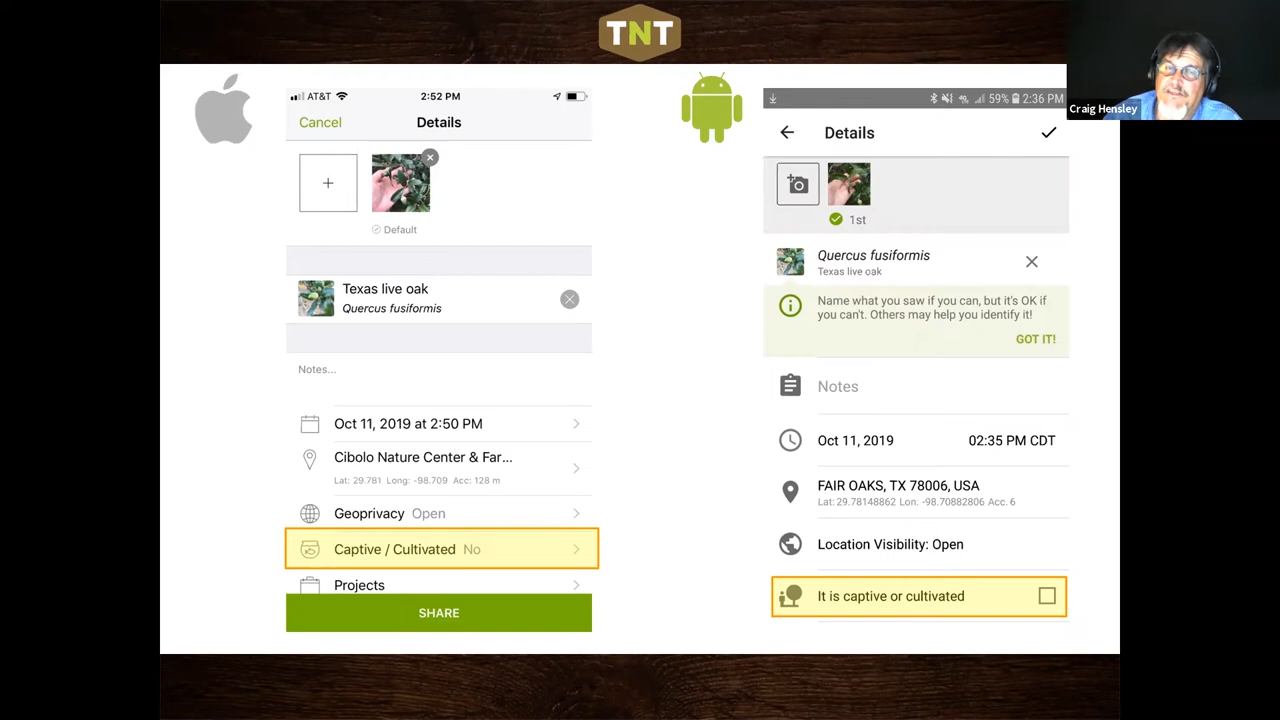 TNT
Craig Hensley
AT&T 2:52 PM
Cancel Details
Default
Texas live oak
Quercus fusiformis
Notes...
Oct 11, 2019 at 2:50 PM
Cibolo Nature Center & Far...
Lat: 29.781 Long: -98.709 Acc: 128 m
Geoprivacy Open
Captive / Cultivated No
Projects
SHARE
59% 2:36 PM
Details
1st
Quercus fusiformis
Texas live oak
Name what you saw if you can, but it's OK if
you can't. Others may help you identify it!
GOT IT!
Notes
Oct 11, 2019 02:35 PM CDT
FAIR OAKS, TX 78006, USA
Lat: 29.78148862 Lon. -98.70882806 Acc. 6
Location Visibility: Open
It is captive or cultivated